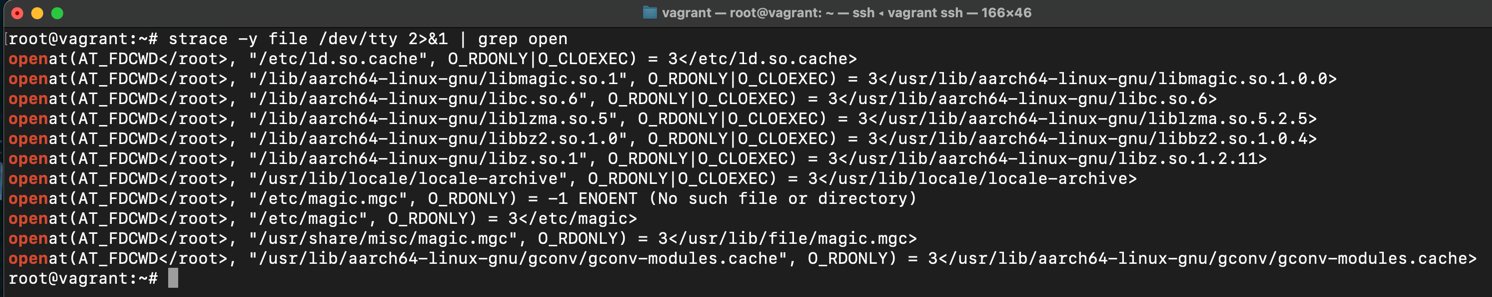 vagrant — root@vagrant: ~ — ssh ◂ vagrant ssh — 166×46
[root@vagrant:~# strace -y file /dev/tty 2>&1 | grep open
openat(AT_FDCWD</root>, "/etc/ld.so.cache", O_RDONLY|O_CLOEXEC) = 3</etc/ld.so.cache>
openat(AT_FDCWD</root>, "/lib/aarch64-linux-gnu/libmagic.so.1", O_RDONLY|O_CLOEXEC) = 3</usr/lib/aarch64-linux-gnu/libmagic.so.1.0.0>
openat(AT_FDCWD</root>, "/lib/aarch64-linux-gnu/libc.so.6", O_RDONLY|O_CLOEXEC) = 3</usr/lib/aarch64-linux-gnu/libc.so.6>
openat(AT_FDCWD</root>, "/lib/aarch64-linux-gnu/liblzma.so.5", O_RDONLY|O_CLOEXEC) = 3</usr/lib/aarch64-linux-gnu/liblzma.so.5.2.5>
openat(AT_FDCWD</root>, "/lib/aarch64-linux-gnu/libbz2.so.1.0", O_RDONLY|O_CLOEXEC) = 3</usr/lib/aarch64-linux-gnu/libbz2.so.1.0.4>
openat(AT_FDCWD</root>, "/lib/aarch64-linux-gnu/libz.so.1", O_RDONLY|O_CLOEXEC) = 3</usr/lib/aarch64-linux-gnu/libz.so.1.2.11>
openat(AT_FDCWD</root>, "/usr/lib/locale/locale-archive", O_RDONLY|O_CLOEXEC) = 3</usr/lib/locale/locale-archive>
openat(AT_FDCWD</root>, "/etc/magic.mgc", O_RDONLY) = -1 ENOENT (No such file or directory)
openat(AT_FDCWD</root>, "/etc/magic", O_RDONLY) = 3</etc/magic>
openat(AT_FDCWD</root>, "/usr/share/misc/magic.mgc", O_RDONLY) = 3</usr/lib/file/magic.mgc>
openat(AT_FDCWD</root>, "/usr/lib/aarch64-linux-gnu/gconv/gconv-modules.cache", O_RDONLY) = 3</usr/lib/aarch64-linux-gnu/gconv/gconv-modules.cache>
root@vagrant:~#